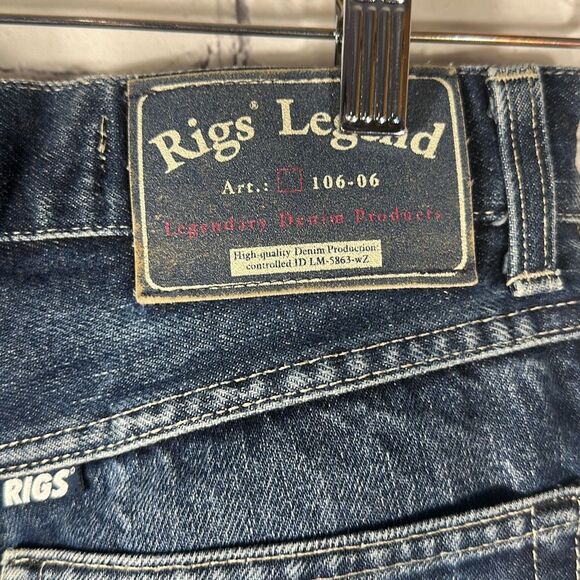 Rigs® Legend
Art.: 106-06
Legendary Denim Products
High-quality Denim Production:
controlled ID LM-5863-wZ
RIGS